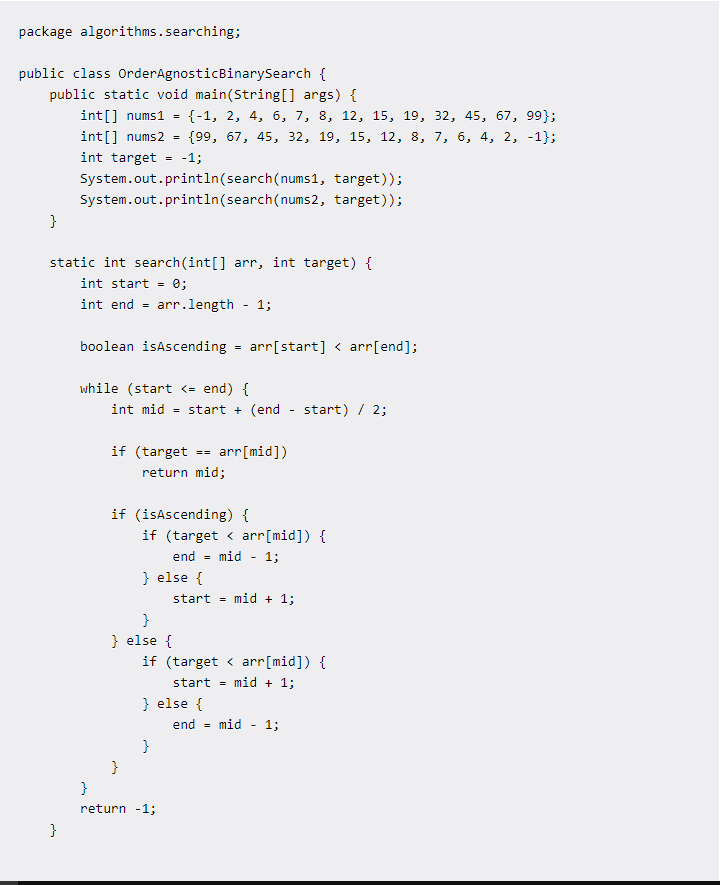 package algorithms.searching;
public class OrderAgnosticBinarySearch {
public static void main(String[] args) {
int[] nums1 = {-1, 2, 4, 6, 7, 8, 12, 15, 19, 32, 45, 67, 99};
int[] nums2 = {99, 67, 45, 32, 19, 15, 12, 8, 7, 6, 4, 2, -1};
int target = -1;
System.out.println(search(nums1, target));
System.out.println(search(nums2, target));
}
static int search(int[] arr, int target) {
int start = 0;
int end = arr.length - 1;
boolean isAscending = arr[start] < arr[end];
while (start <= end) {
int mid = start + (end - start) / 2;
if (target == arr[mid])
return mid;
if (isAscending) {
if (target < arr[mid]) {
end = mid - 1;
} else {
start = mid + 1;
}
} else {
if (target < arr[mid]) {
start = mid + 1;
} else {
end = mid - 1;
}
}
}
return -1;
}